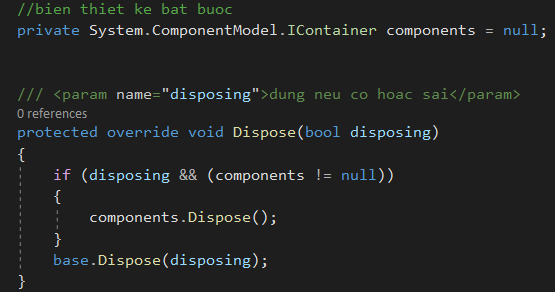 //bien thiet ke bat buoc
private System.ComponentModel.IContainer components = null;
/// <param name="disposing">dung neu co hoac sai</param>
0 references
protected override void Dispose(bool disposing)
{
if (disposing && (components != null))
{
components.Dispose();
}
base.Dispose(disposing);
}